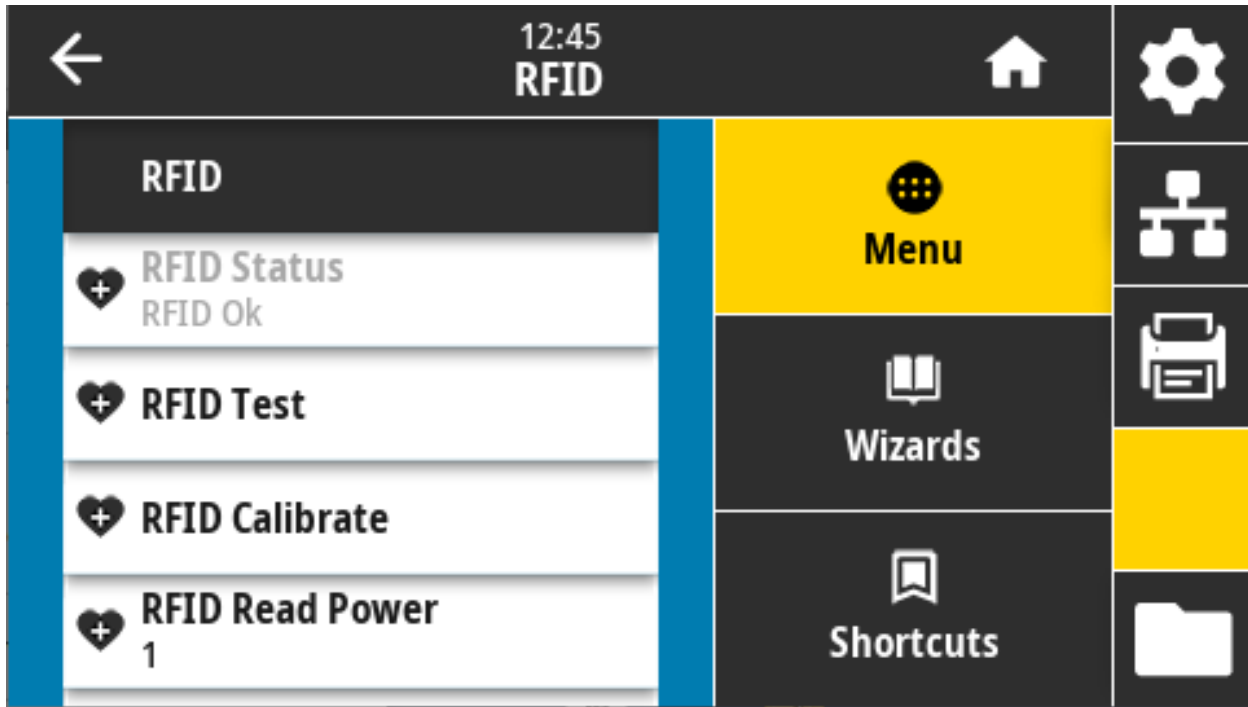 12:45
RFID
RFID
RFID Status
RFID Ok
RFID Test
RFID Calibrate
RFID Read Power
1
Menu
Wizards
Shortcuts